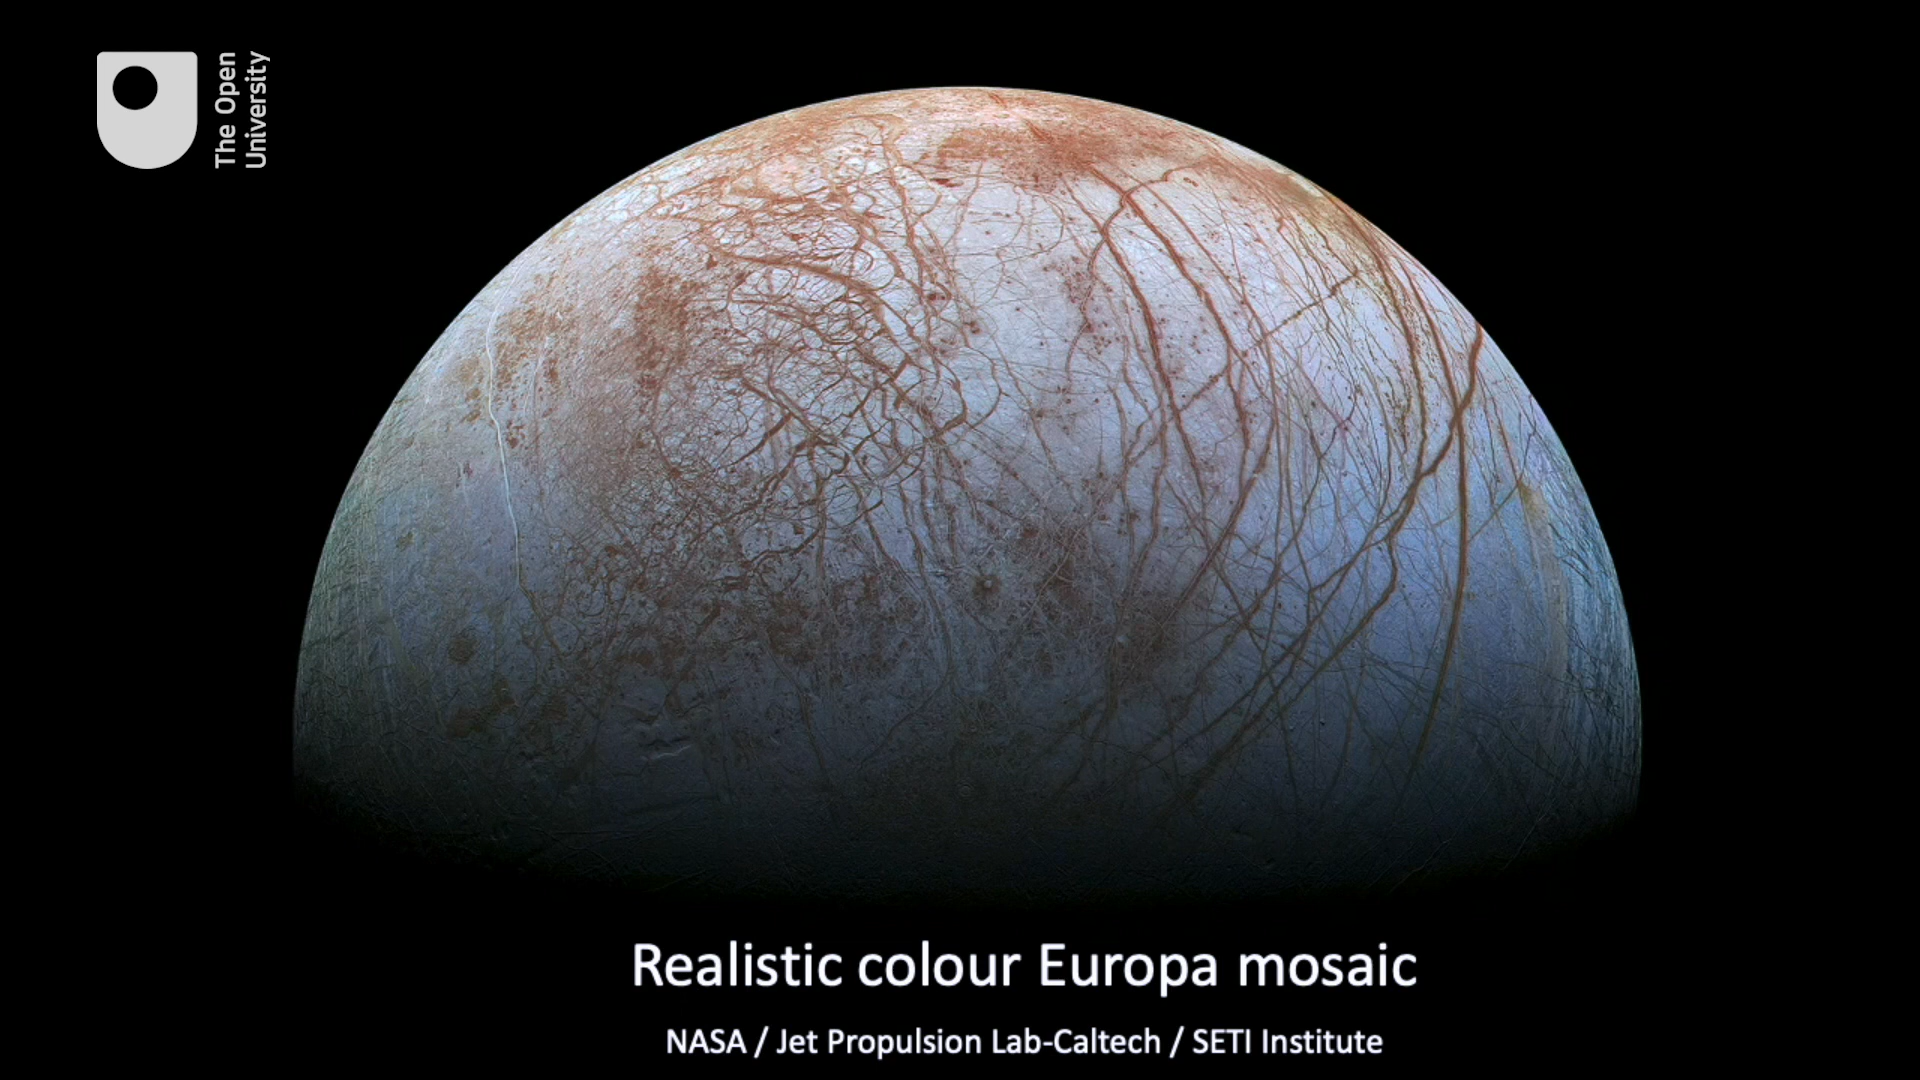 The Open
University
Realistic colour Europa mosaic
NASA / Jet Propulsion Lab-Caltech / SETI Institute